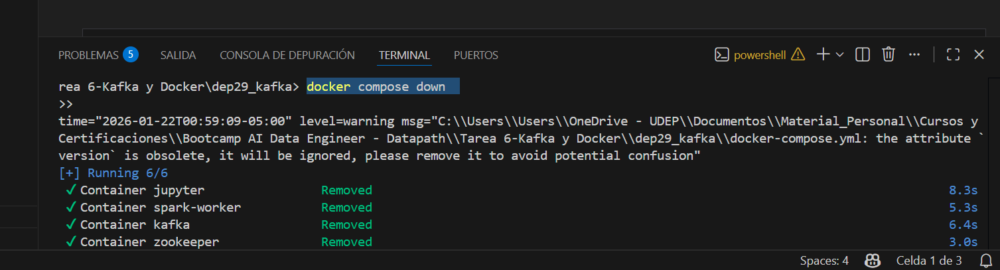 PROBLEMAS 5 SALIDA CONSOLA DE DEPURACIÓN TERMINAL PUERTOS powershell
rea 6-Kafka y Docker\dep29_kafka> docker compose down
>>
time="2026-01-22T00:59:09-05:00" level=warning msg="C:\\Users\\Users\\OneDrive - UDEP\\Documentos\\Material_Personal\\Cursos y
Certificaciones\\Bootcamp AI Data Engineer - Datapath\\Tarea 6-Kafka y Docker\\dep29_kafka\\docker-compose.yml: the attribute `
version` is obsolete, it will be ignored, please remove it to avoid potential confusion"
[+] Running 6/6
✓ Container jupyter Removed 8.3s
✓ Container spark-worker Removed 5.3s
✓ Container kafka Removed 6.4s
✓ Container zookeeper Removed 3.0s
Spaces: 4 Celda 1 de 3